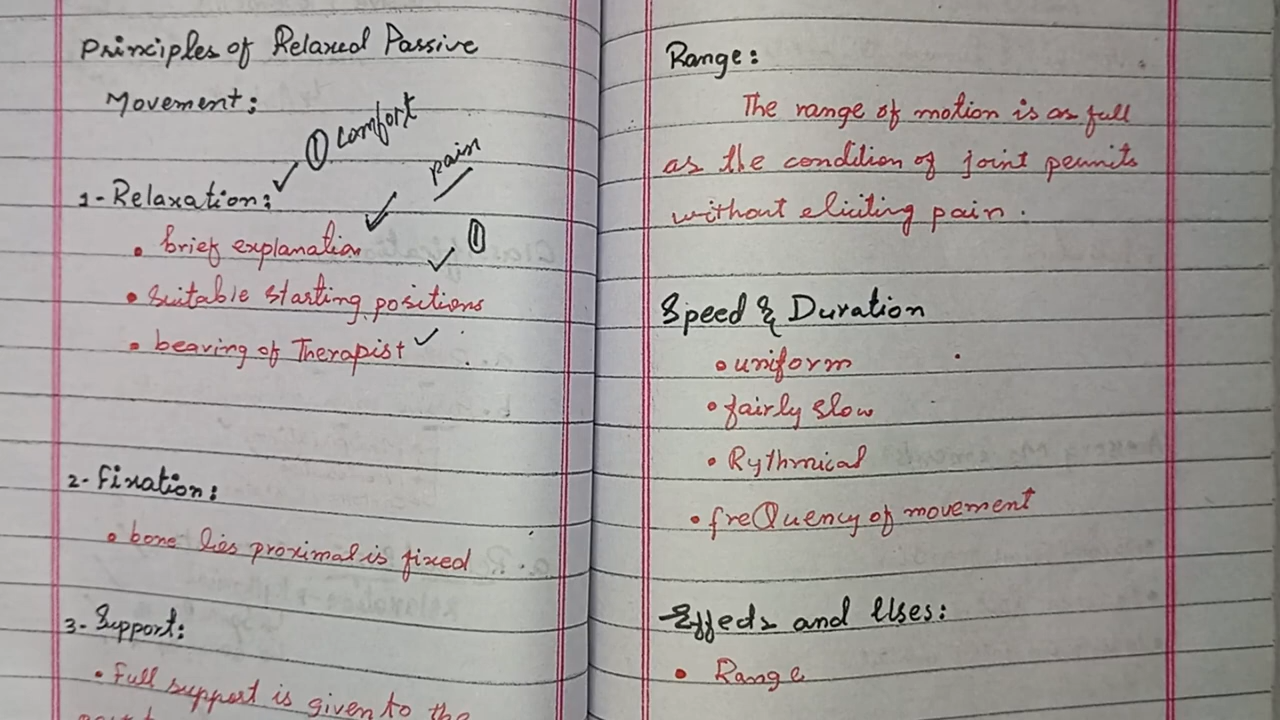 Principles of Relaxed Passive
Movement:
① comfort
pain
1- Relaxation:
• brief explanation
①
• Suitable starting positions
• bearing of Therapist
2- Fixation:
• bone lies proximal is fixed
3- Support:
• Full support is given to the
Range:
The range of motion is as full
as the condition of joint permits
without eliciting pain.
Speed & Duration
• uniform
• fairly slow
• Rythmical
• freQuency of movement
Effects and Uses:
• Range